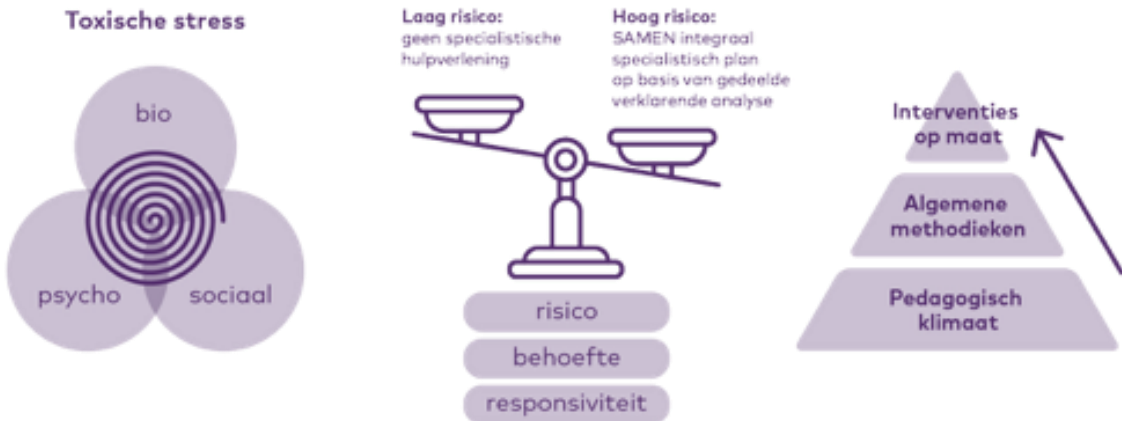 Toxische stress
bio
psycho
sociaal
Laag risico:
geen specialistische
hulpverlening
Hoog risico:
SAMEN integraal
specialistisch plan
op basis van gedeelde
verklarende analyse
risico
behoefte
responsiviteit
Interventies
op maat
Algemene
methodieken
Pedagogisch
klimaat